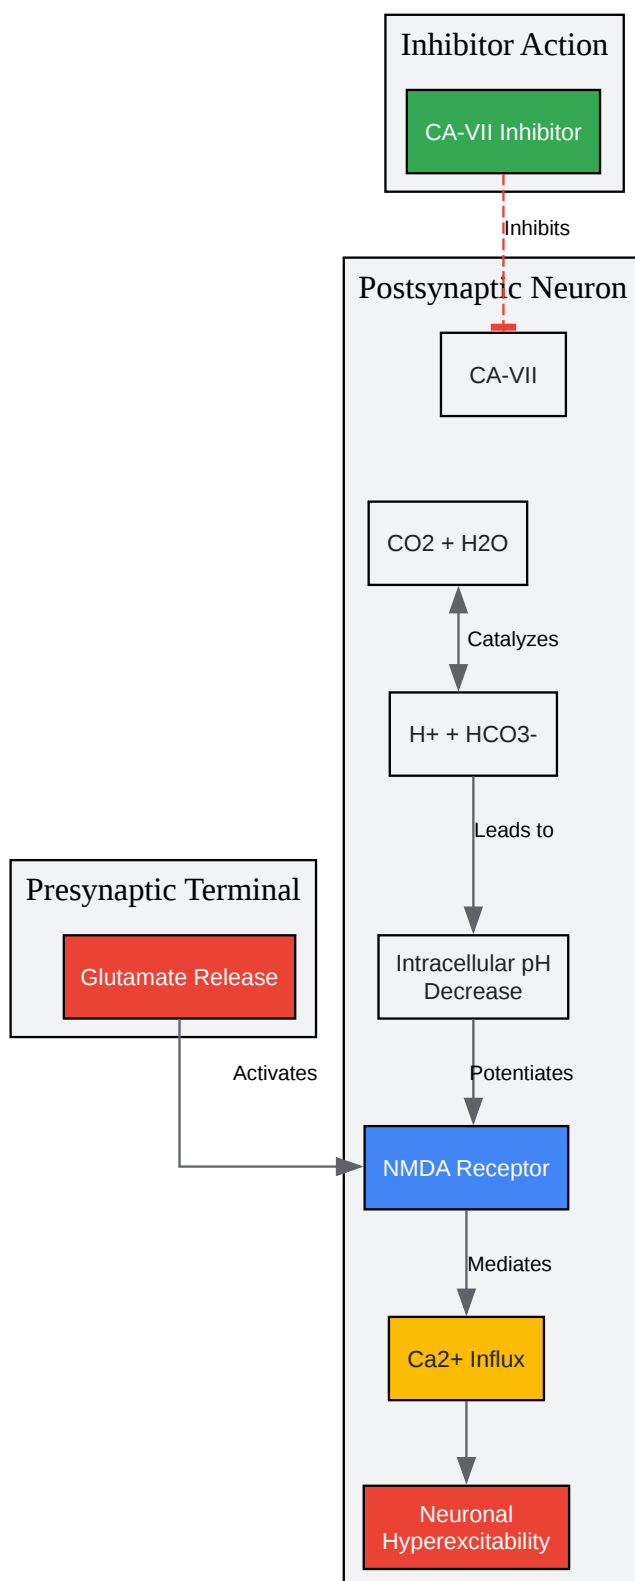 Inhibitor Action
CA-VII Inhibitor
Inhibits
Postsynaptic Neuron
CA-VII
CO2 + H2O
Catalyzes
H+ + HCO3-
Leads to
Presynaptic Terminal
Glutamate Release
Intracellular pH
Decrease
Activates
Potentiates
NMDA Receptor
Mediates
Ca2+ Influx
Neuronal
Hyperexcitability